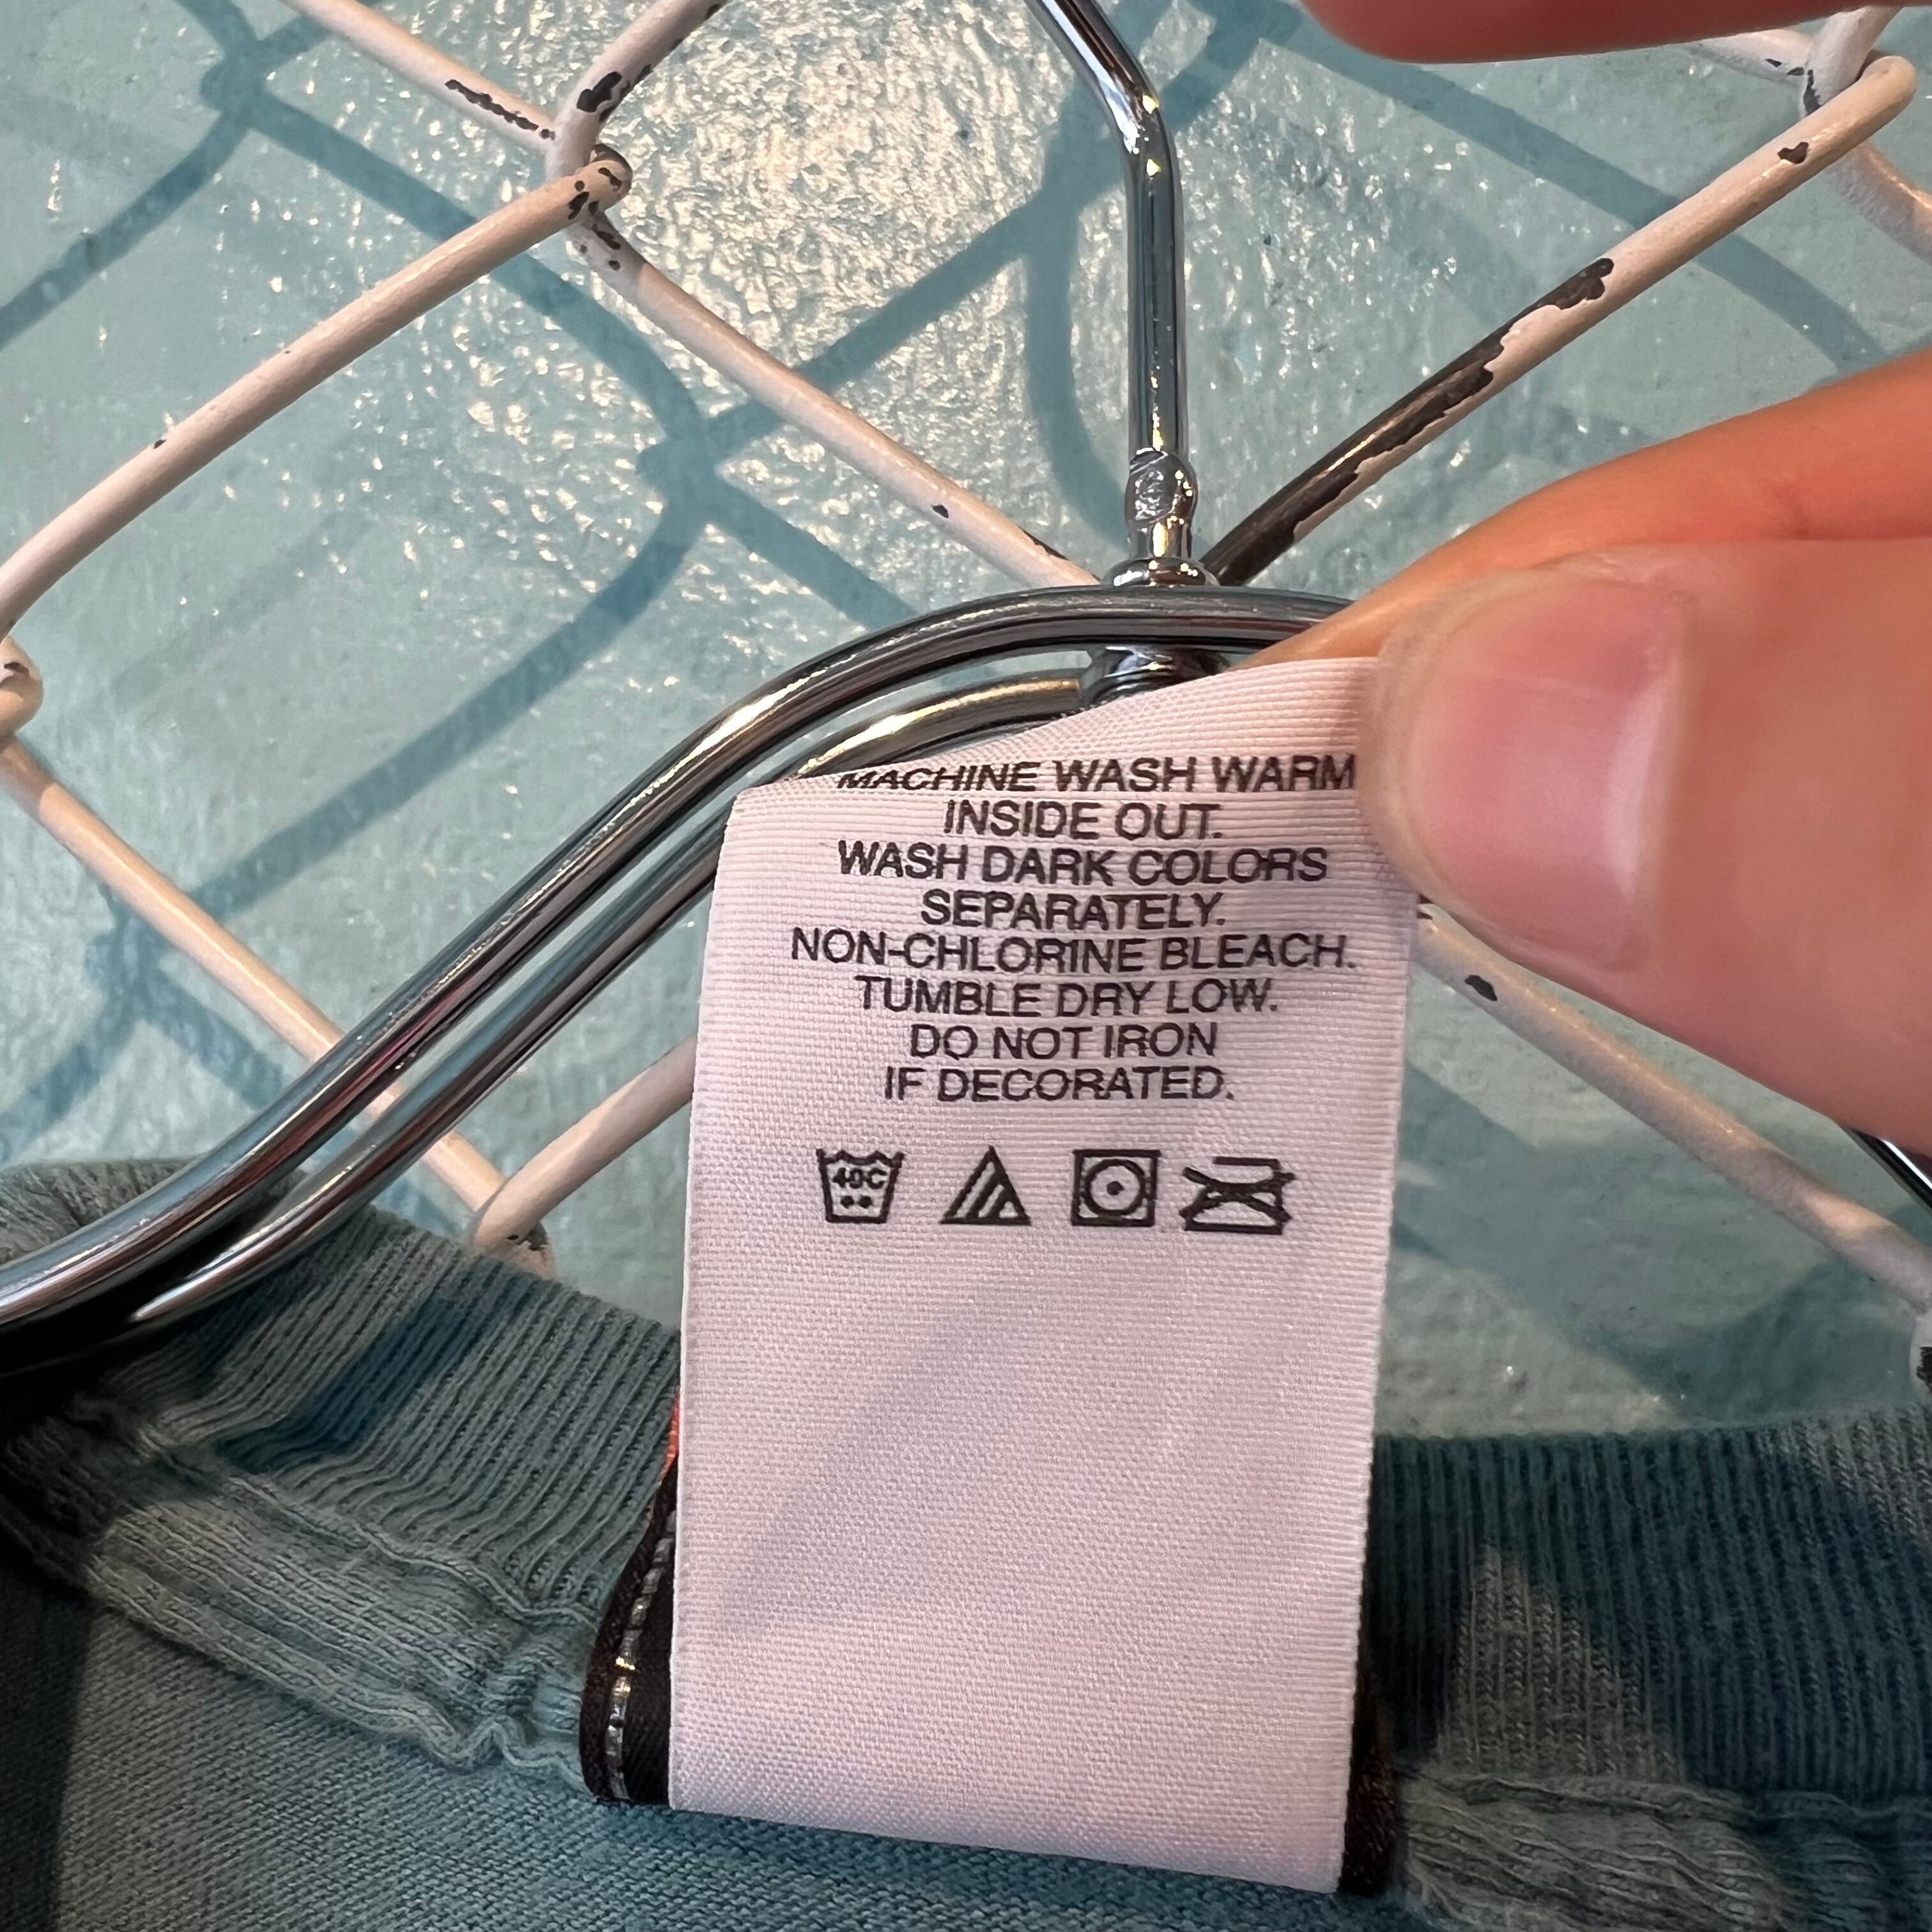 MACHINE WASH WARM
INSIDE OUT.
WASH DARK COLORS
SEPARATELY.
NON-CHLORINE BLEACH.
TUMBLE DRY LOW.
DO NOT IRON
IF DECORATED.
40C